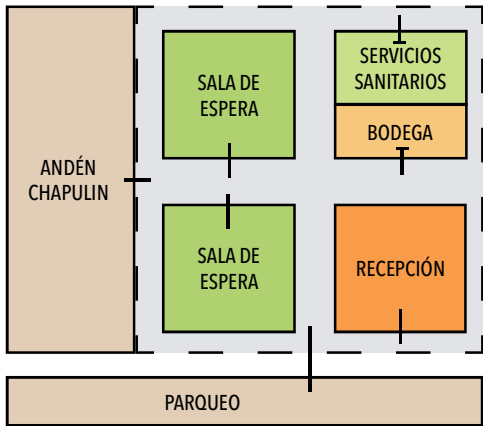 SALA DE
ESPERA
SERVICIOS
SANITARIOS
BODEGA
ANDÉN
CHAPULIN
SALA DE
ESPERA
RECEPCIÓN
PARQUEO